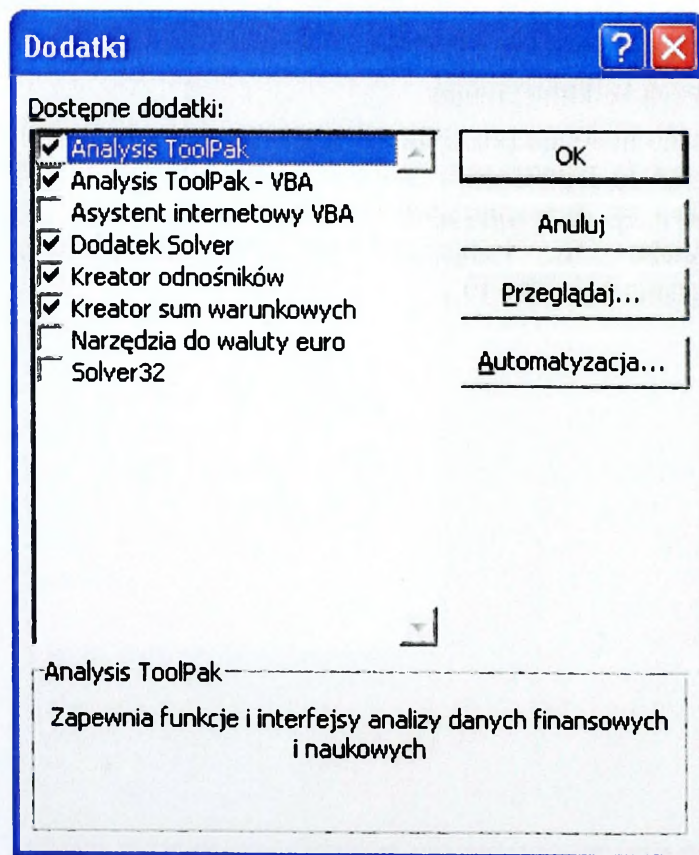 Dodatki
Dostępne dodatki:
Analysis ToolPak
Analysis ToolPak - VBA
Asystent internetowy VBA
Dodatek Solver
Kreator odnośników
Kreator sum warunkowych
Narzędzia do waluty euro
Solver32
OK
Anuluj
Przeglądaj...
Automatyzacja...
Analysis ToolPak
Zapewnia funkcje i interfejsy analizy danych finansowych
i naukowych